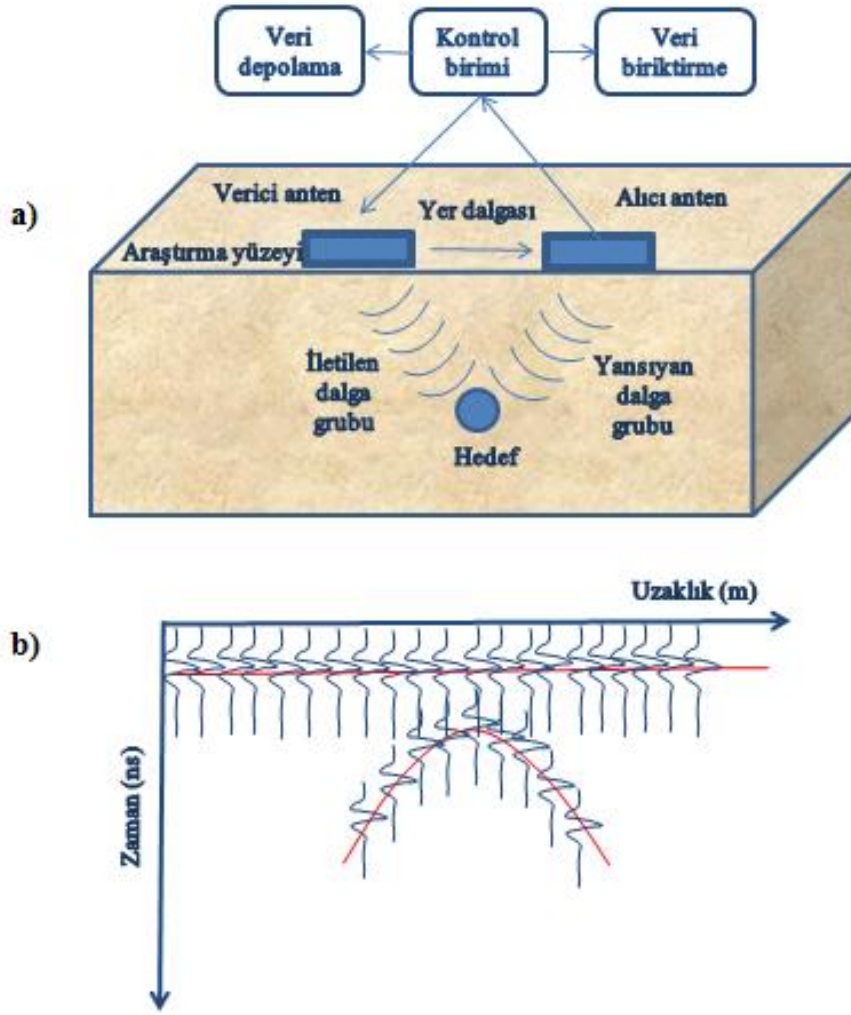 Veri
depolama
Kontrol
birimi
Veri
biriktirme
a)
Verici anten
Alıcı anten
Yer dalgası
Araştırma yüzeyi
İletilen
dalga
grubu
Yansıyan
dalga
grubu
Hedef
b)
Uzaklık (m)
Zaman (ns)